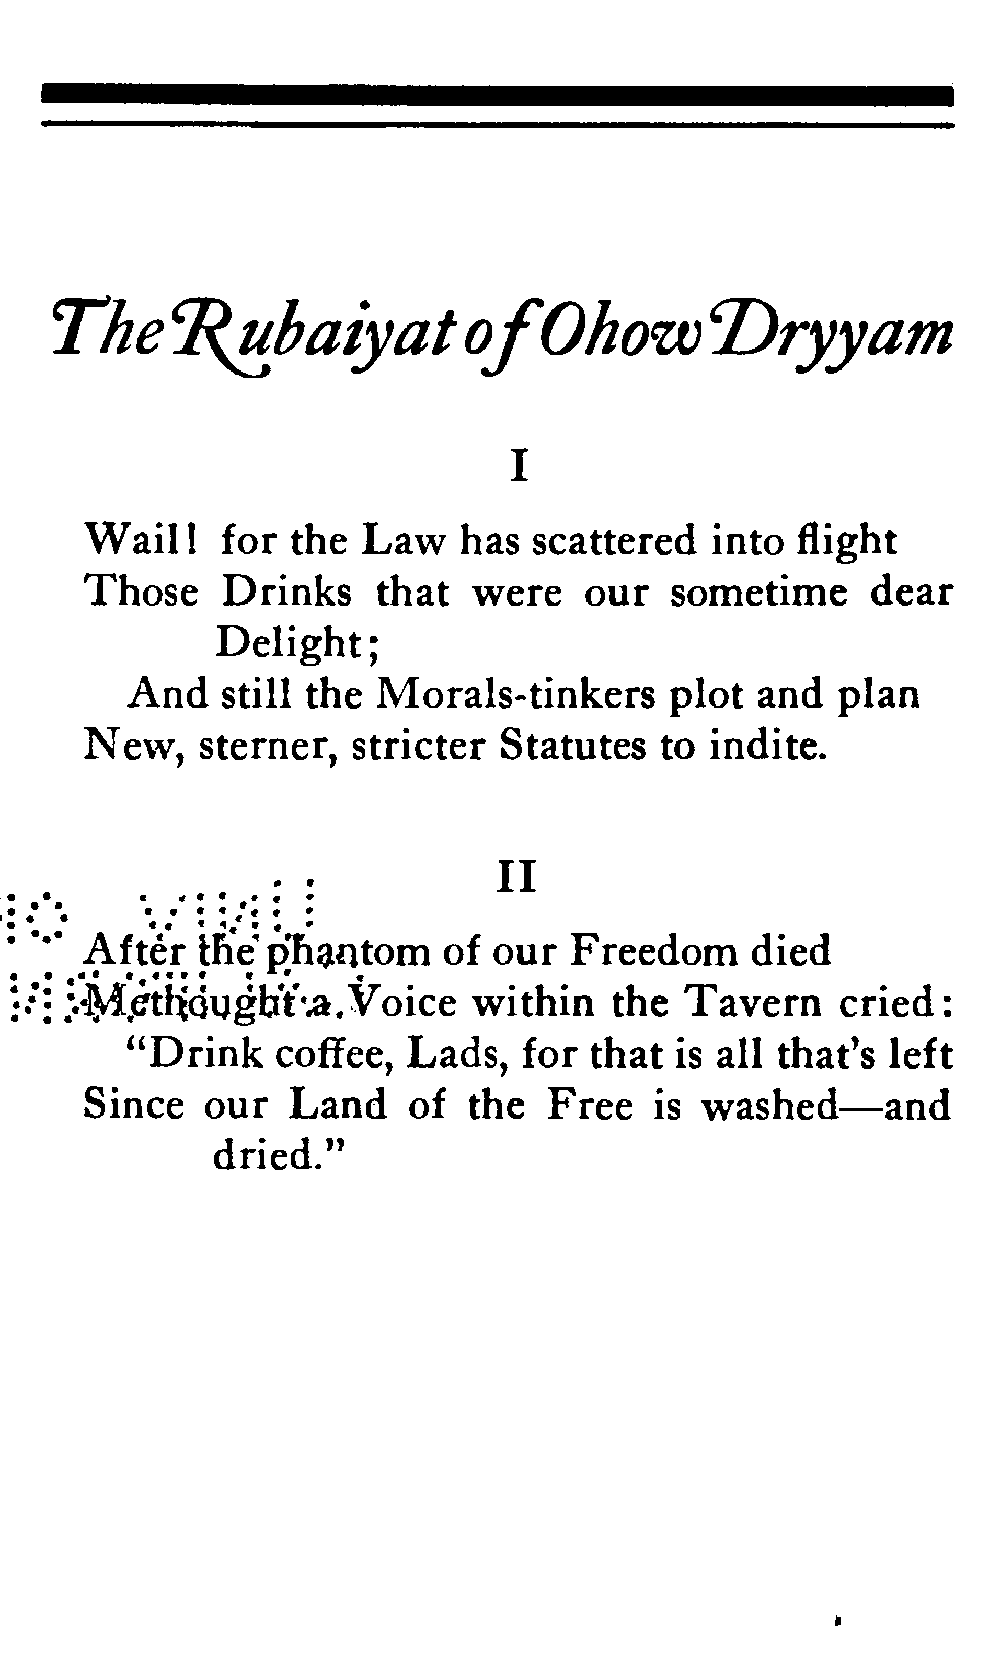 The Rubaiyat of Ohow Dryyam
I
Wail! for the Law has scattered into flight
Those Drinks that were our sometime dear
Delight;
And still the Morals-tinkers plot and plan
New, sterner, stricter Statutes to indite.
II
After the phantom of our Freedom died
Methought a Voice within the Tavern cried:
"Drink coffee, Lads, for that is all that's left
Since our Land of the Free is washed—and
dried."